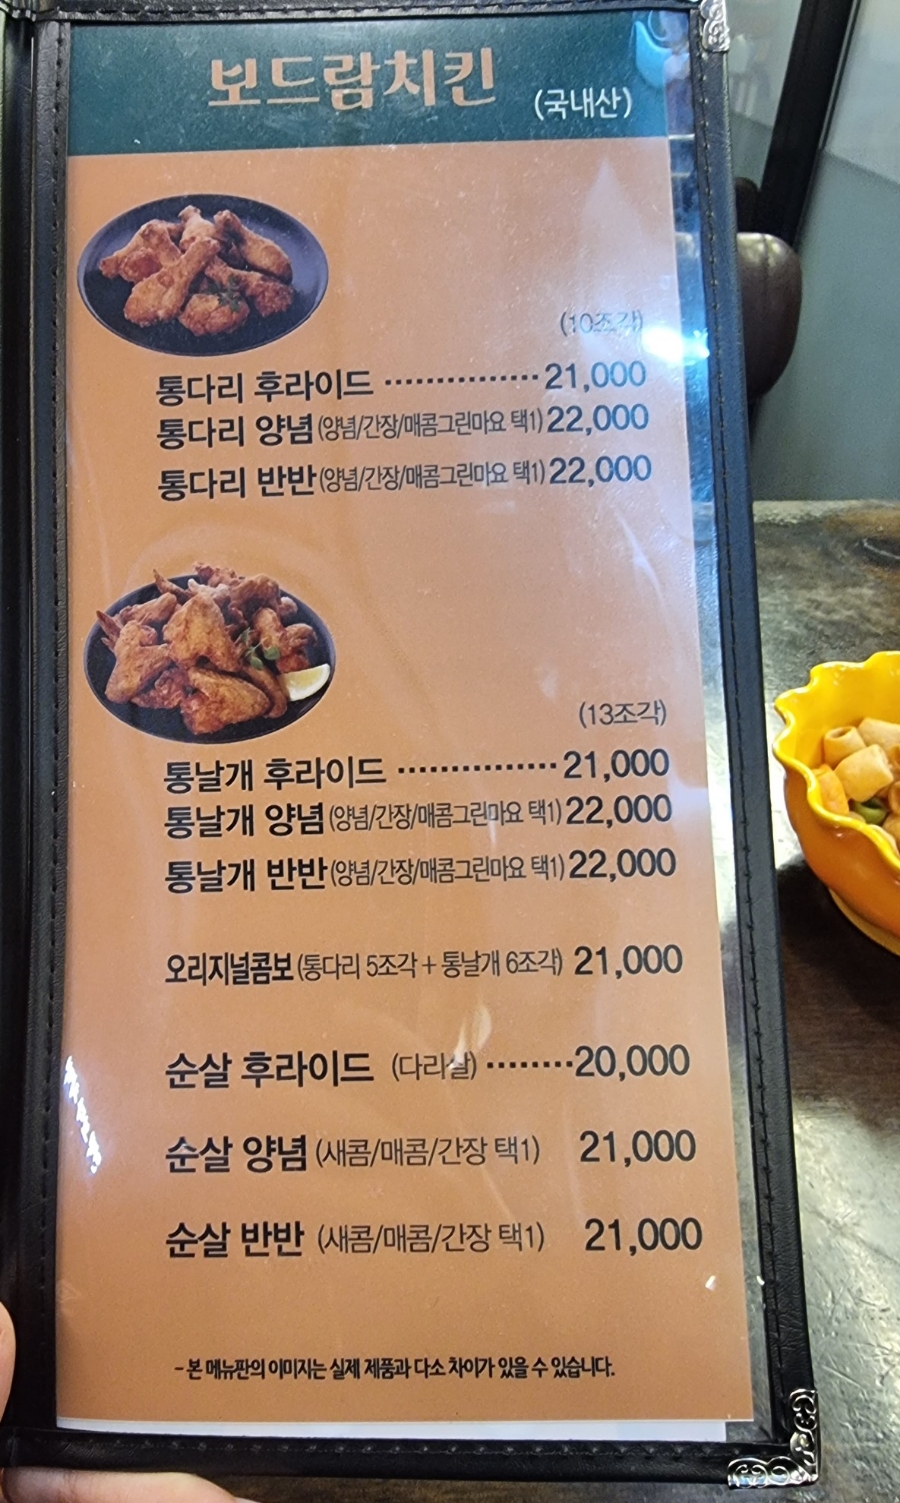 보드람치킨 (국내산)
(10조각)
통다리 후라이드 ··············· 21,000
통다리 양념 (양념/간장/매콤그린마요 택1) 22,000
통다리 반반 (양념/간장/매콤그린마요 택1) 22,000
(13조각)
통날개 후라이드 ··············· 21,000
통날개 양념 (양념/간장/매콤그린마요 택1) 22,000
통날개 반반 (양념/간장/매콤그린마요 택1) 22,000
오리지널콤보 (통다리 5조각 + 통날개 6조각) 21,000
순살 후라이드 (다리살) ········ 20,000
순살 양념 (새콤/매콤/간장 택1) 21,000
순살 반반 (새콤/매콤/간장 택1) 21,000
- 본 메뉴판의 이미지는 실제 제품과 다소 차이가 있을 수 있습니다.